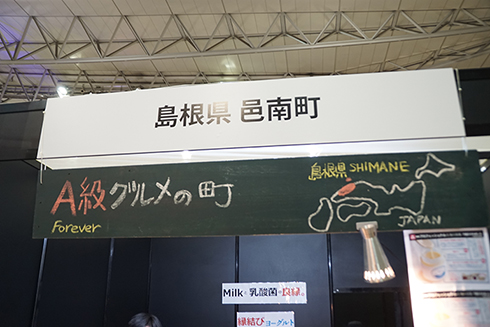 島根県 邑南町
A級グルメの町
Forever
島根県 SHIMANE
JAPAN
Milk+乳酸菌=良縁。
縁結びヨーグルト